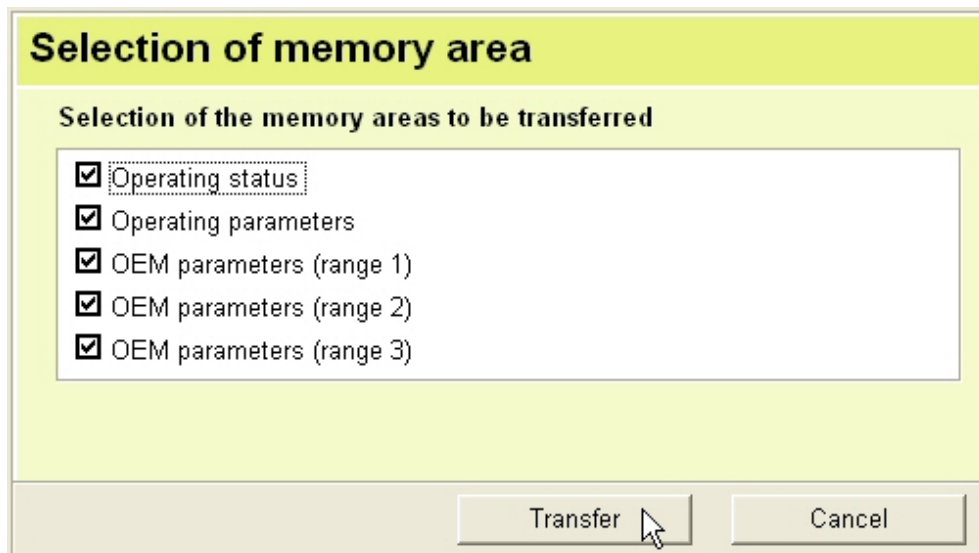 Selection of memory area
Selection of the memory areas to be transferred
Operating status
Operating parameters
OEM parameters (range 1)
OEM parameters (range 2)
OEM parameters (range 3)
Transfer Cancel